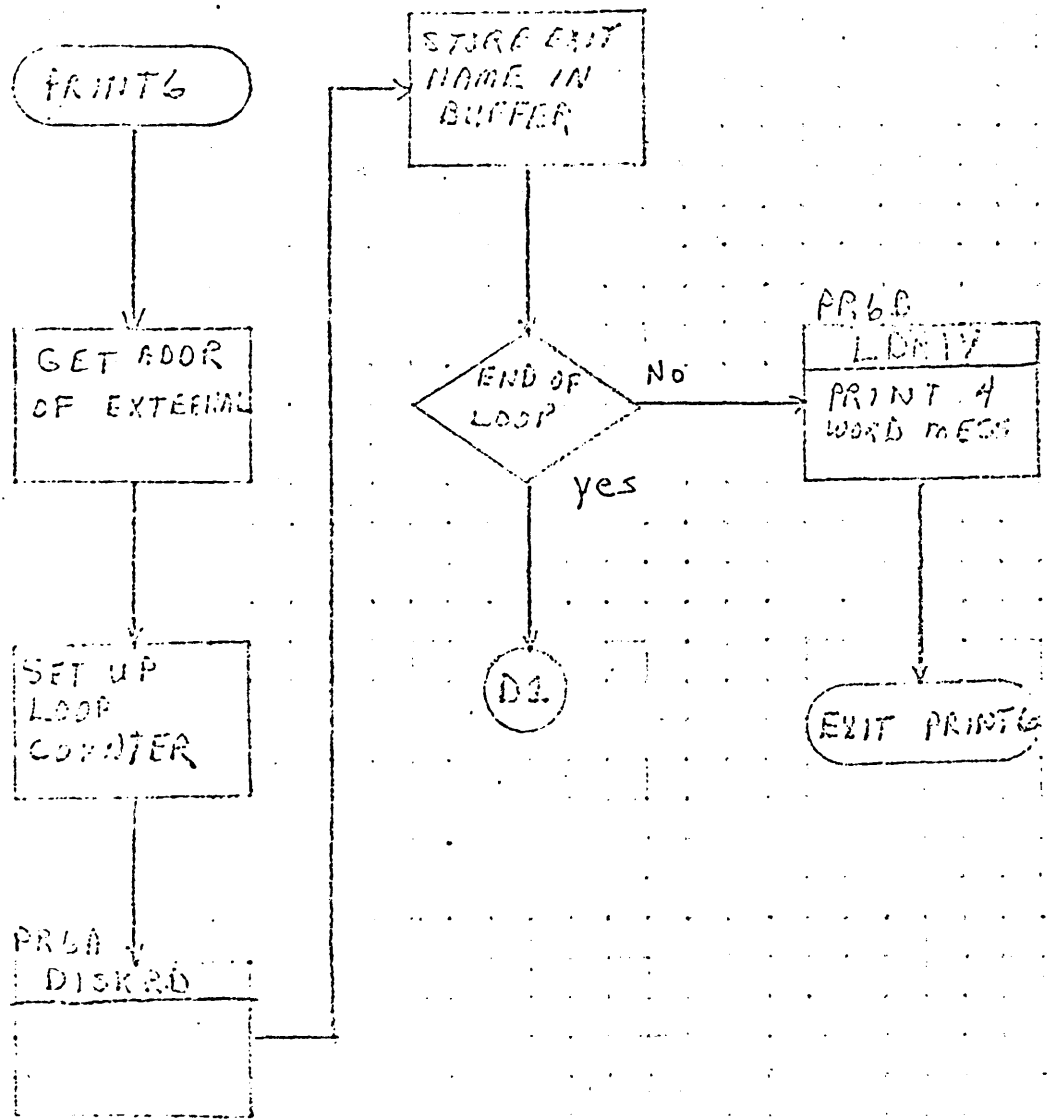 PRINT6
GET ADDR
OF EXTERNAL
SET UP
LOOP
COUNTER
PR6A
DISKRD
STORE EXIT
NAME IN
BUFFER
END OF
LOOP
No
yes
D1
PR6B
PRINT 4
WORD MESS
EXIT PRINT6